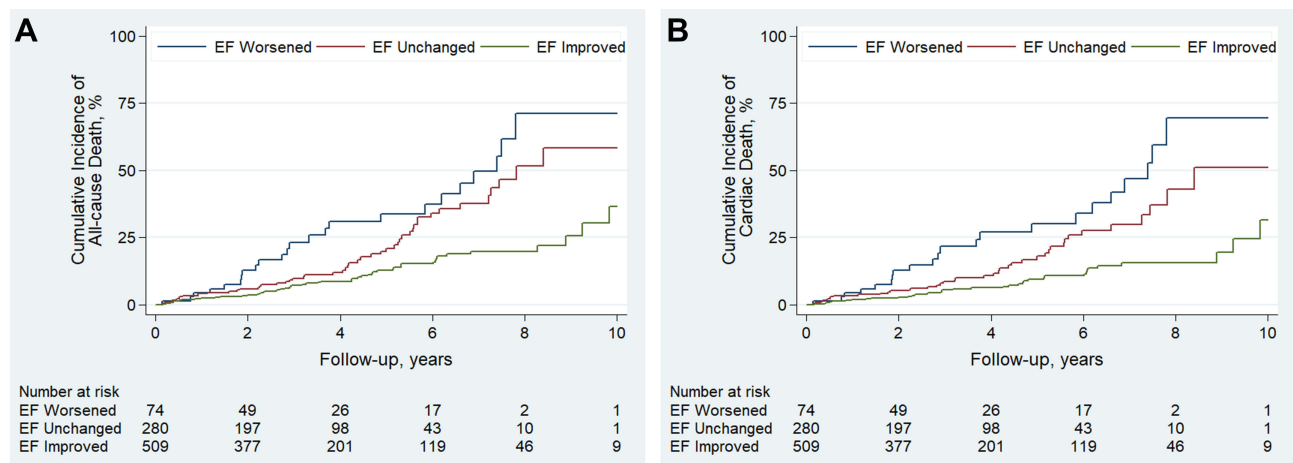 A
EF Worsened EF Unchanged EF Improved
Cumulative Incidence of
All-cause Death, %
100
75
50
25
0
0 2 4 6 8 10
Follow-up, years
Number at risk
EF Worsened 74 49 26 17 2 1
EF Unchanged 280 197 98 43 10 1
EF Improved 509 377 201 119 46 9
B
EF Worsened EF Unchanged EF Improved
Cumulative Incidence of
Cardiac Death, %
100
75
50
25
0
0 2 4 6 8 10
Follow-up, years
Number at risk
EF Worsened 74 49 26 17 2 1
EF Unchanged 280 197 98 43 10 1
EF Improved 509 377 201 119 46 9